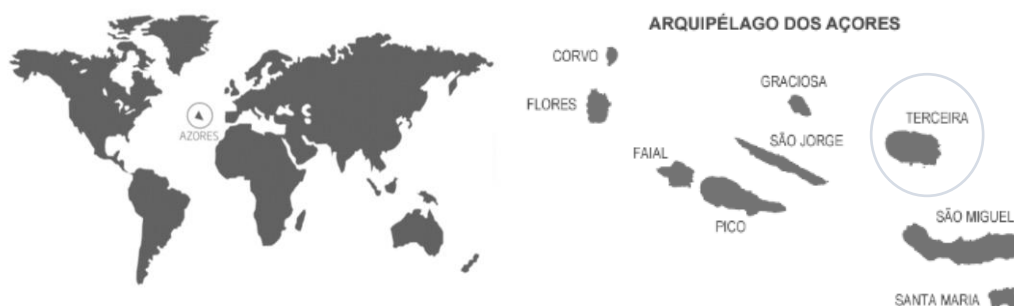 AZORES
ARQUIPÉLAGO DOS AÇORES
CORVO
FLORES
GRACIOSA
TERCEIRA
SÃO JORGE
FAIAL
PICO
SÃO MIGUEL
SANTA MARIA